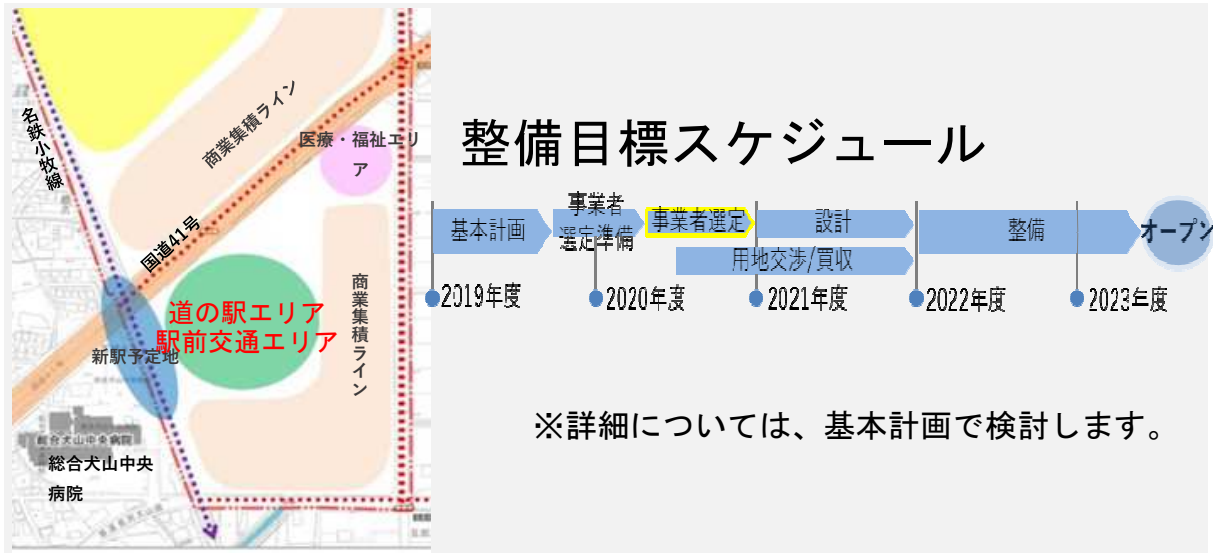 名鉄小牧線
商業集積ライン
医療・福祉エリ
ア
国道41号
道の駅エリア
駅前交通エリア
新駅予定地
商業集積ライン
総合犬山中央病院
総合犬山中央
病院
整備目標スケジュール
基本計画
事業者
選定準備
事業者選定
設計
整備
オープン
用地交渉/買収
2019年度
2020年度
2021年度
2022年度
2023年度
※詳細については、基本計画で検討します。